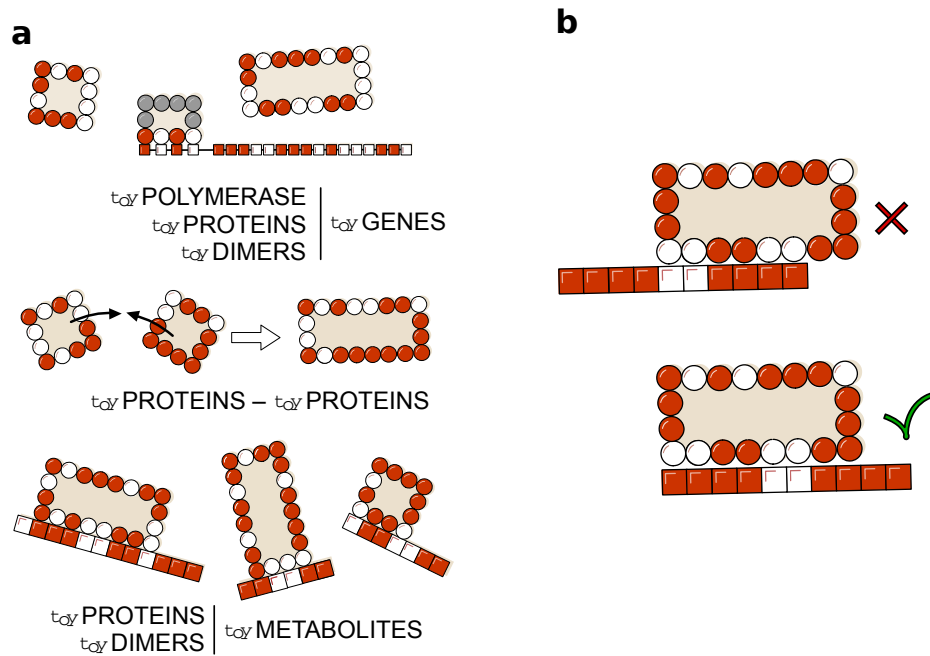 a
b
toy POLYMERASE
toy PROTEINS
toy DIMERS
toy GENES
toy PROTEINS – toy PROTEINS
toy PROTEINS
toy DIMERS
toy METABOLITES